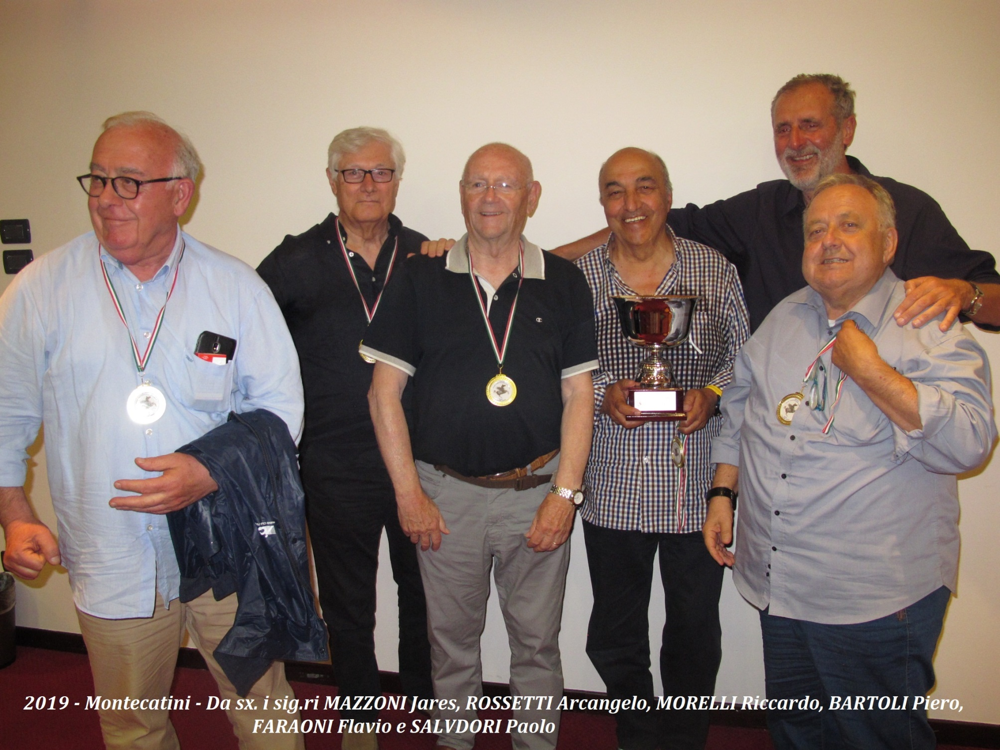 2019 - Montecatini - Da sx. i sig.ri MAZZONI Jares, ROSSETTI Arcangelo, MORELLI Riccardo, BARTOLI Piero,
FARAONI Flavio e SALVDORI Paolo